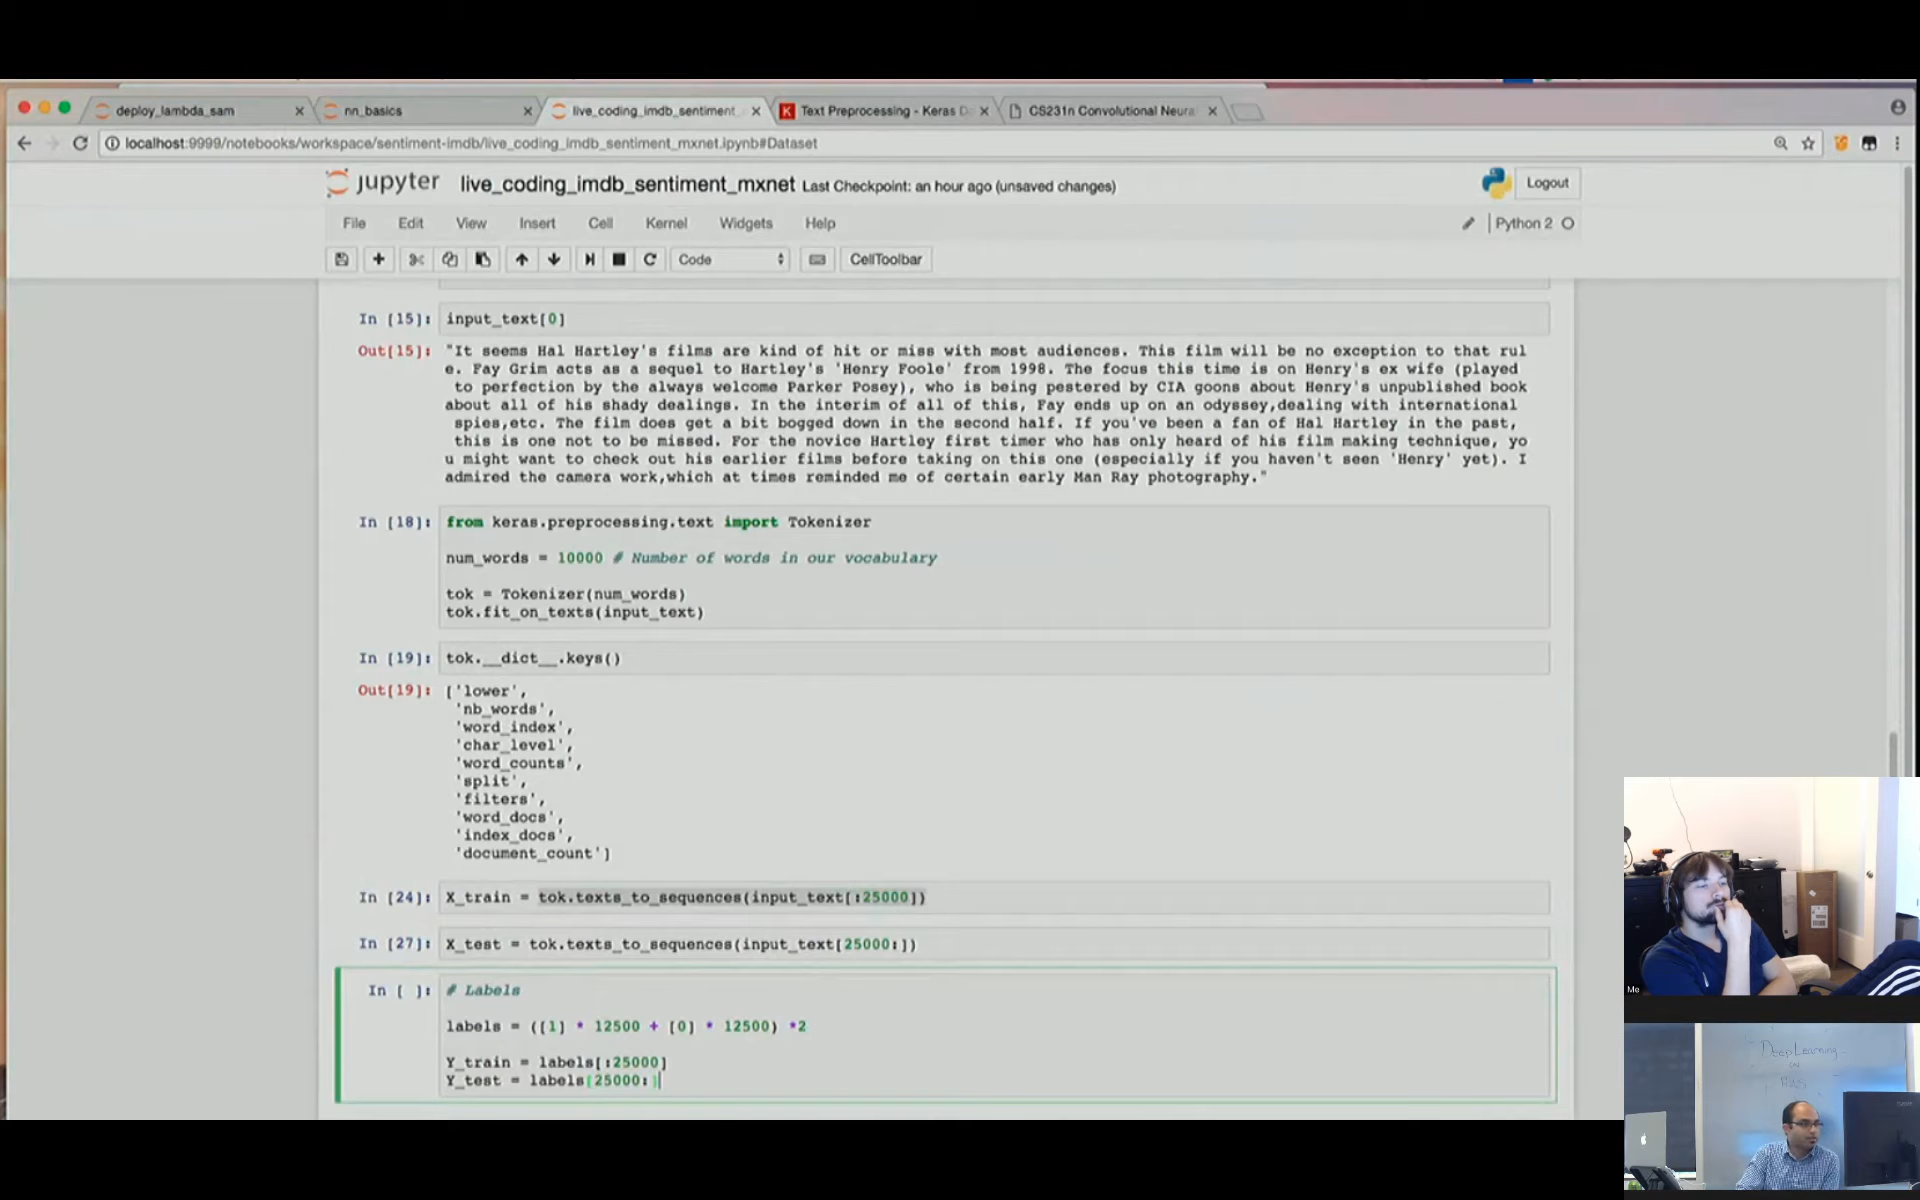 deploy_lambda_sam
nn_basics
live_coding_imdb_sentiment_
Text Preprocessing - Keras Do
CS231n Convolutional Neura
localhost:9999/notebooks/workspace/sentiment-imdb/live_coding_imdb_sentiment_mxnet.ipynb#Dataset
jupyter live_coding_imdb_sentiment_mxnet Last Checkpoint: an hour ago (unsaved changes)
Logout
File Edit View Insert Cell Kernel Widgets Help
Python 2
Code
CellToolbar
In [15]: input_text[0]
Out[15]: "It seems Hal Hartley's films are kind of hit or miss with most audiences. This film will be no exception to that rul
e. Fay Grim acts as a sequel to Hartley's 'Henry Foole' from 1998. The focus this time is on Henry's ex wife (played
to perfection by the always welcome Parker Posey), who is being pestered by CIA goons about Henry's unpublished book
about all of his shady dealings. In the interim of all of this, Fay ends up on an odyssey,dealing with international
spies,etc. The film does get a bit bogged down in the second half. If you've been a fan of Hal Hartley in the past,
this is one not to be missed. For the novice Hartley first timer who has only heard of his film making technique, yo
u might want to check out his earlier films before taking on this one (especially if you haven't seen 'Henry' yet). I
admired the camera work,which at times reminded me of certain early Man Ray photography."
In [18]: from keras.preprocessing.text import Tokenizer
num_words = 10000 # Number of words in our vocabulary
tok = Tokenizer(num_words)
tok.fit_on_texts(input_text)
In [19]: tok.__dict__.keys()
Out[19]: ['lower',
'nb_words',
'word_index',
'char_level',
'word_counts',
'split',
'filters',
'word_docs',
'index_docs',
'document_count']
In [24]: X_train = tok.texts_to_sequences(input_text[:25000])
In [27]: X_test = tok.texts_to_sequences(input_text[25000:])
In [ ]: # Labels
labels = ([1] * 12500 + [0] * 12500) *2
Y_train = labels[:25000]
Y_test = labels[25000:]
Me
Deep Learning
on
AWS